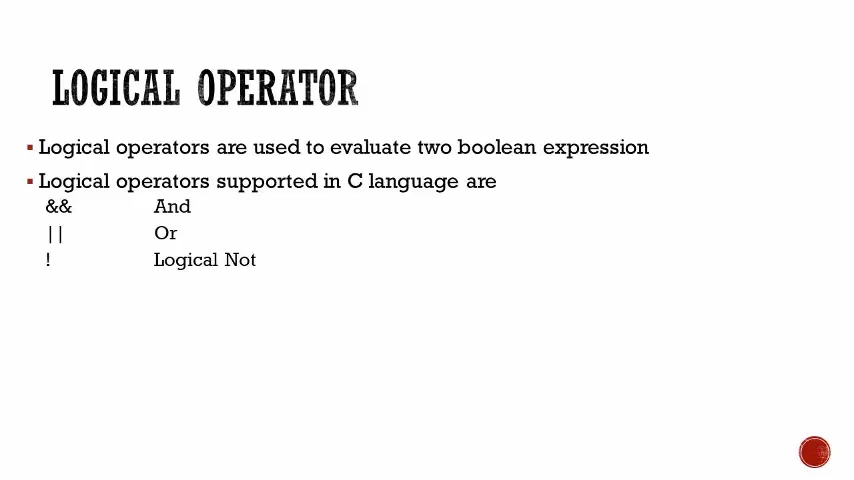 LOGICAL OPERATOR
▪ Logical operators are used to evaluate two boolean expression
▪ Logical operators supported in C language are
&& And
|| Or
! Logical Not